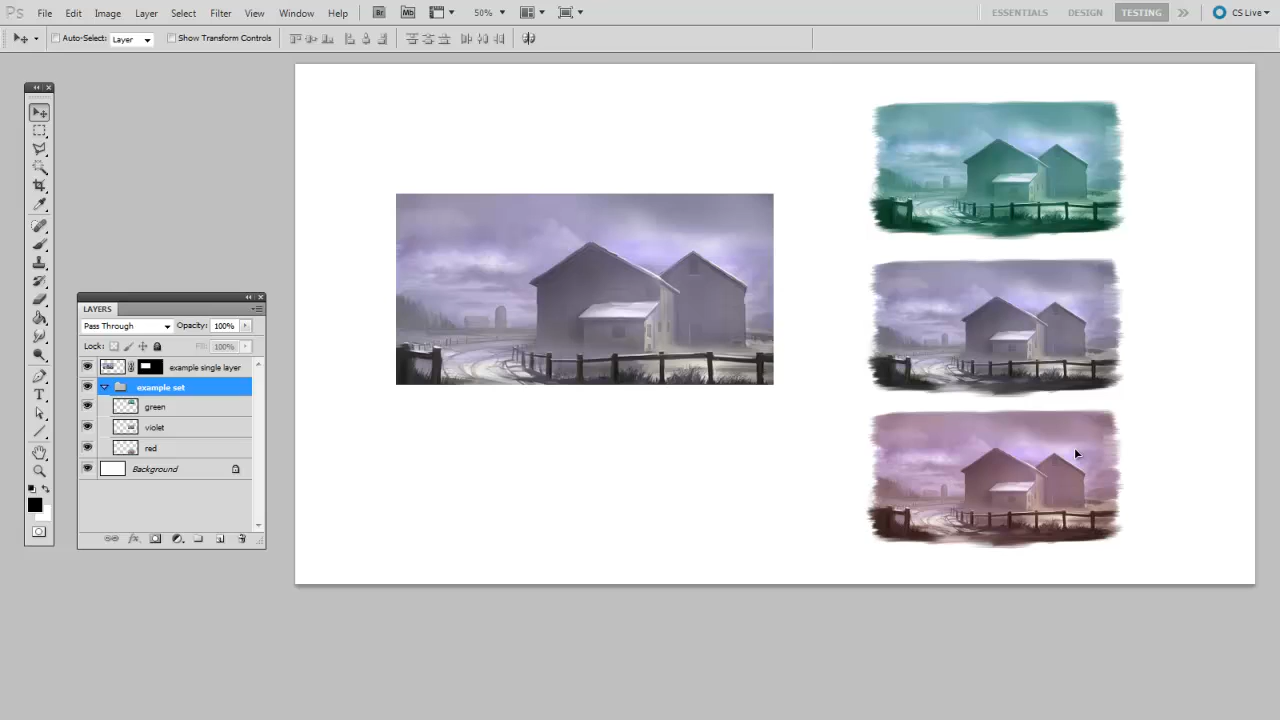 Ps File Edit Image Layer Select Filter View Window Help Br Mb 50% ESSENTIALS DESIGN TESTING CS Live
Auto-Select: Layer Show Transform Controls
LAYERS
Pass Through Opacity: 100%
Lock: Fill: 100%
example single layer
example set
green
violet
red
Background
fx